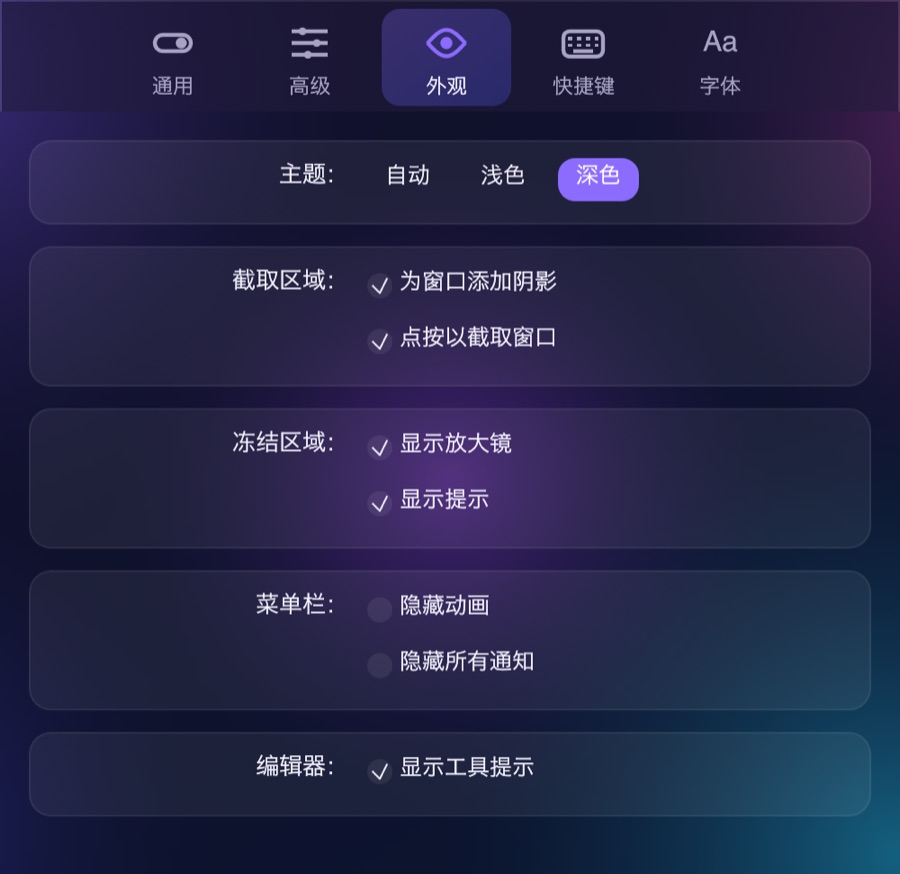 通用
高级
外观
快捷键
Aa
字体
主题: 自动 浅色 深色
截取区域: 为窗口添加阴影
点按以截取窗口
冻结区域: 显示放大镜
显示提示
菜单栏: 隐藏动画
隐藏所有通知
编辑器: 显示工具提示